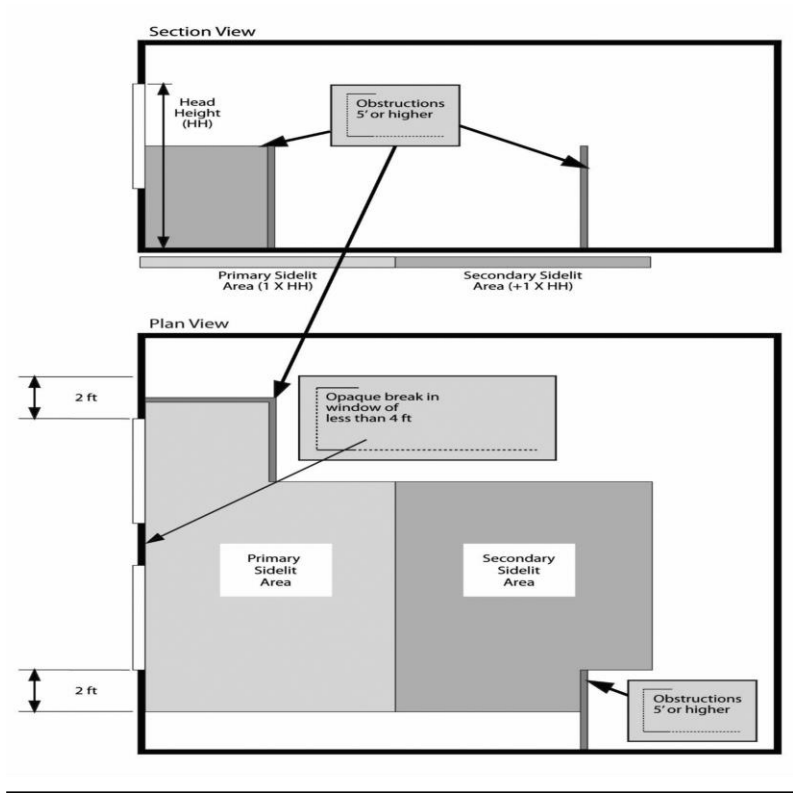 Section View
Head
Height
(HH)
Obstructions
5' or higher
Primary Sidelit
Area (1 X HH)
Secondary Sidelit
Area (+1 X HH)
Plan View
2 ft
Opaque break in
window of
less than 4 ft
Primary
Sidelit
Area
Secondary
Sidelit
Area
2 ft
Obstructions
5' or higher